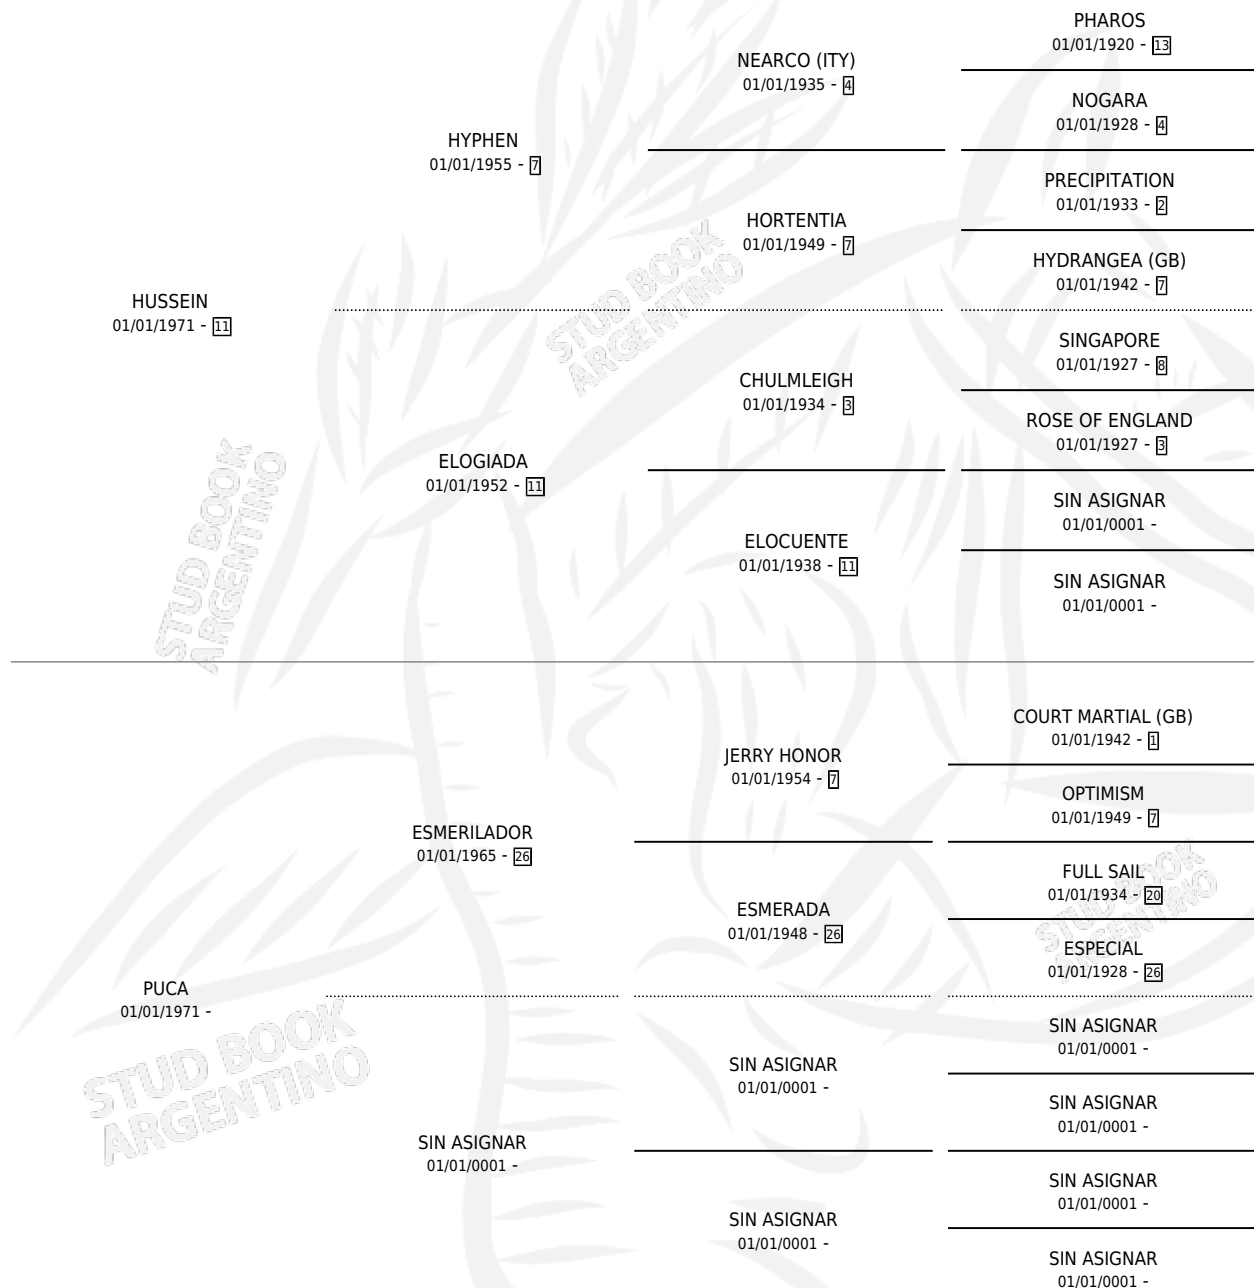 PHAROS
01/01/1920 - 13
NEARCO (ITY)
01/01/1935 - 4
NOGARA
01/01/1928 - 4
HYPHEN
01/01/1955 - 7
PRECIPITATION
01/01/1933 - 2
HORTENTIA
01/01/1949 - 7
HYDRANGEA (GB)
01/01/1942 - 7
HUSSEIN
01/01/1971 - 11
SINGAPORE
01/01/1927 - 8
CHULMLEIGH
01/01/1934 - 3
ROSE OF ENGLAND
01/01/1927 - 3
ELOGIADA
01/01/1952 - 11
SIN ASIGNAR
01/01/0001 -
ELOCUENTE
01/01/1938 - 11
SIN ASIGNAR
01/01/0001 -
COURT MARTIAL (GB)
01/01/1942 - 1
JERRY HONOR
01/01/1954 - 7
OPTIMISM
01/01/1949 - 7
ESMERILADOR
01/01/1965 - 26
FULL SAIL
01/01/1934 - 20
ESMERADA
01/01/1948 - 26
ESPECIAL
01/01/1928 - 26
PUCA
01/01/1971 -
SIN ASIGNAR
01/01/0001 -
SIN ASIGNAR
01/01/0001 -
SIN ASIGNAR
01/01/0001 -
SIN ASIGNAR
01/01/0001 -
SIN ASIGNAR
01/01/0001 -
SIN ASIGNAR
01/01/0001 -
SIN ASIGNAR
01/01/0001 -
STUD BOOK
ARGENTINO
STUD BOOK
ARGENTINO
STUD BOOK
ARGENTINO
STUD BOOK
ARGENTINO